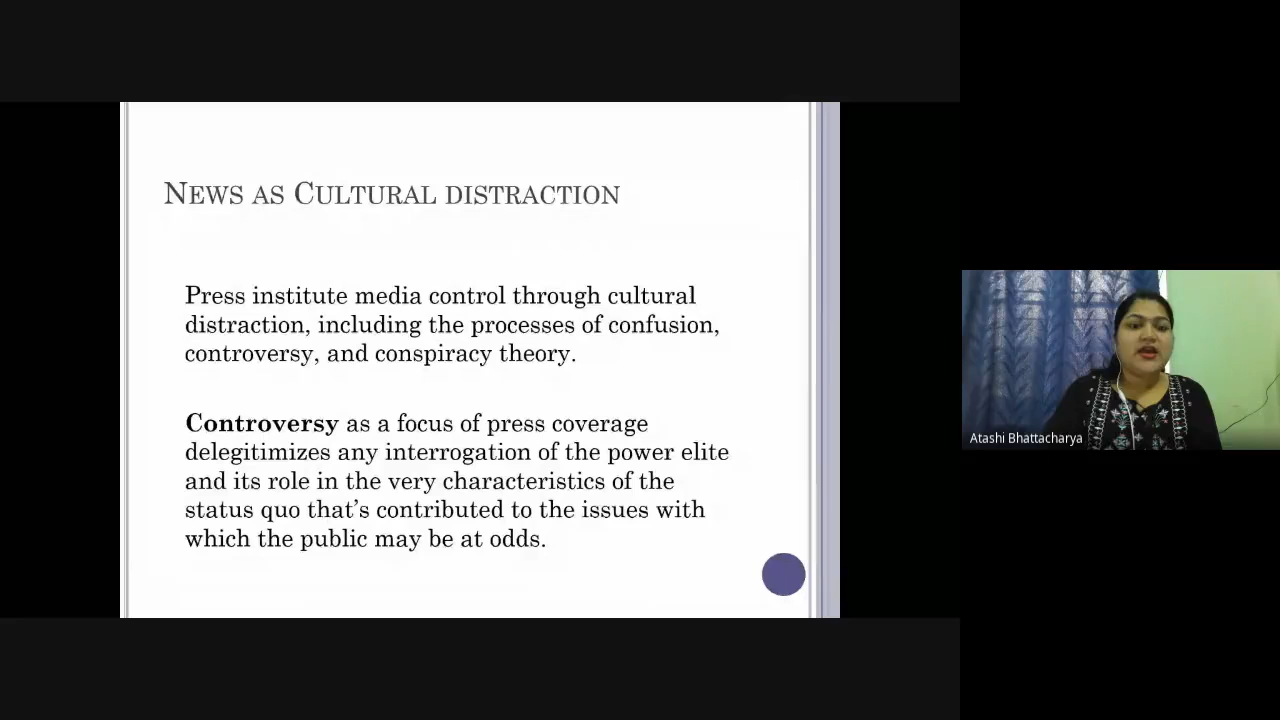 NEWS AS CULTURAL DISTRACTION
Press institute media control through cultural
distraction, including the processes of confusion,
controversy, and conspiracy theory.
Controversy as a focus of press coverage
delegitimizes any interrogation of the power elite
and its role in the very characteristics of the
status quo that’s contributed to the issues with
which the public may be at odds.
Atashi Bhattacharya